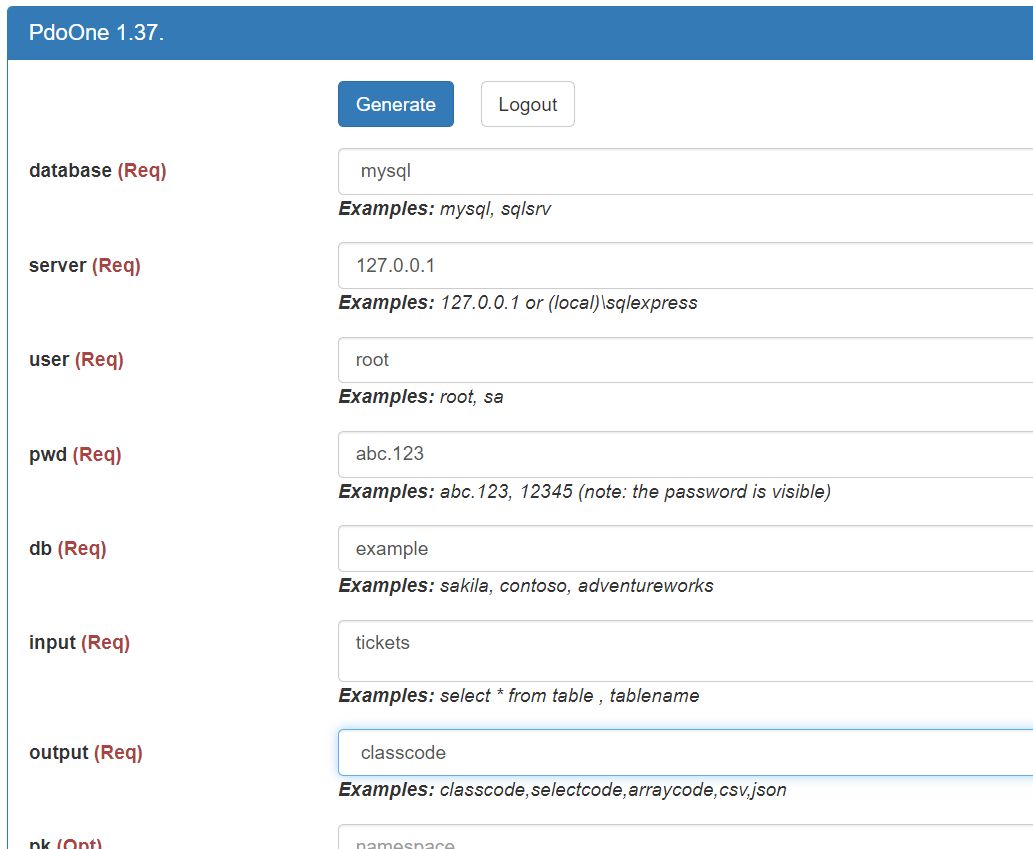 PdoOne 1.37.
Generate Logout
database (Req) mysql
Examples: mysql, sqlsrv
server (Req) 127.0.0.1
Examples: 127.0.0.1 or (local)\sqlexpress
user (Req) root
Examples: root, sa
pwd (Req) abc.123
Examples: abc.123, 12345 (note: the password is visible)
db (Req) example
Examples: sakila, contoso, adventureworks
input (Req) tickets
Examples: select * from table , tablename
output (Req) classcode
Examples: classcode,selectcode,arraycode,csv,json
pk (Opt) namespace